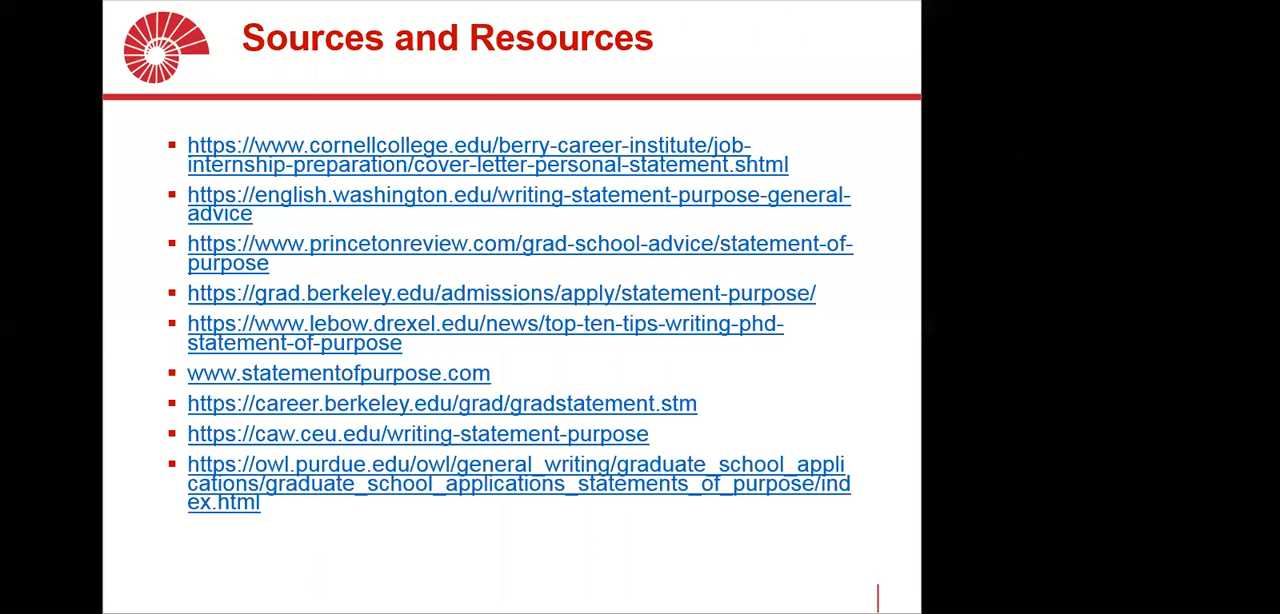 Sources and Resources
https://www.cornellcollege.edu/berry-career-institute/job-
internship-preparation/cover-letter-personal-statement.shtml
https://english.washington.edu/writing-statement-purpose-general-
advice
https://www.princetonreview.com/grad-school-advice/statement-of-
purpose
https://grad.berkeley.edu/admissions/apply/statement-purpose/
https://www.lebow.drexel.edu/news/top-ten-tips-writing-phd-
statement-of-purpose
www.statementofpurpose.com
https://career.berkeley.edu/grad/gradstatement.stm
https://caw.ceu.edu/writing-statement-purpose
https://owl.purdue.edu/owl/general_writing/graduate_school_appli
cations/graduate_school_applications_statements_of_purpose/ind
ex.html